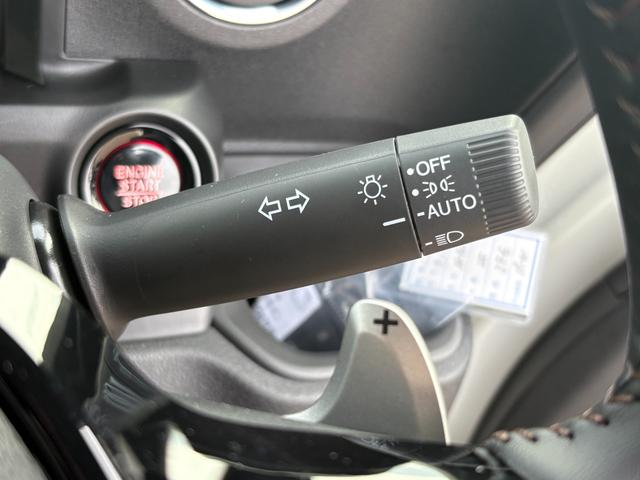 ENGINE
START
STOP
•OFF
-AUTO
+